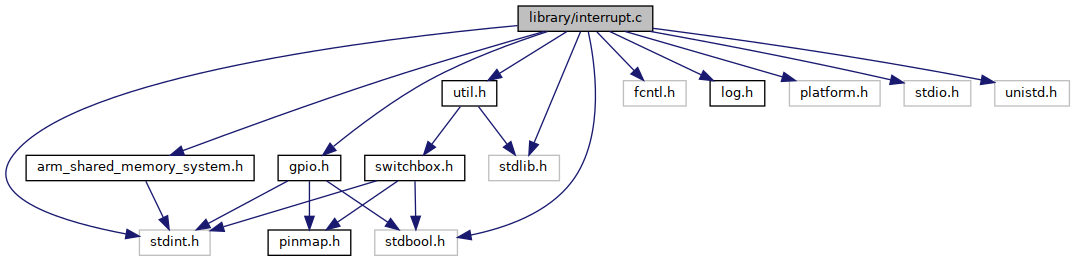 library/interrupt.c
util.h
fcntl.h
log.h
platform.h
stdio.h
unistd.h
arm_shared_memory_system.h
gpio.h
switchbox.h
stdlib.h
stdint.h
pinmap.h
stdbool.h